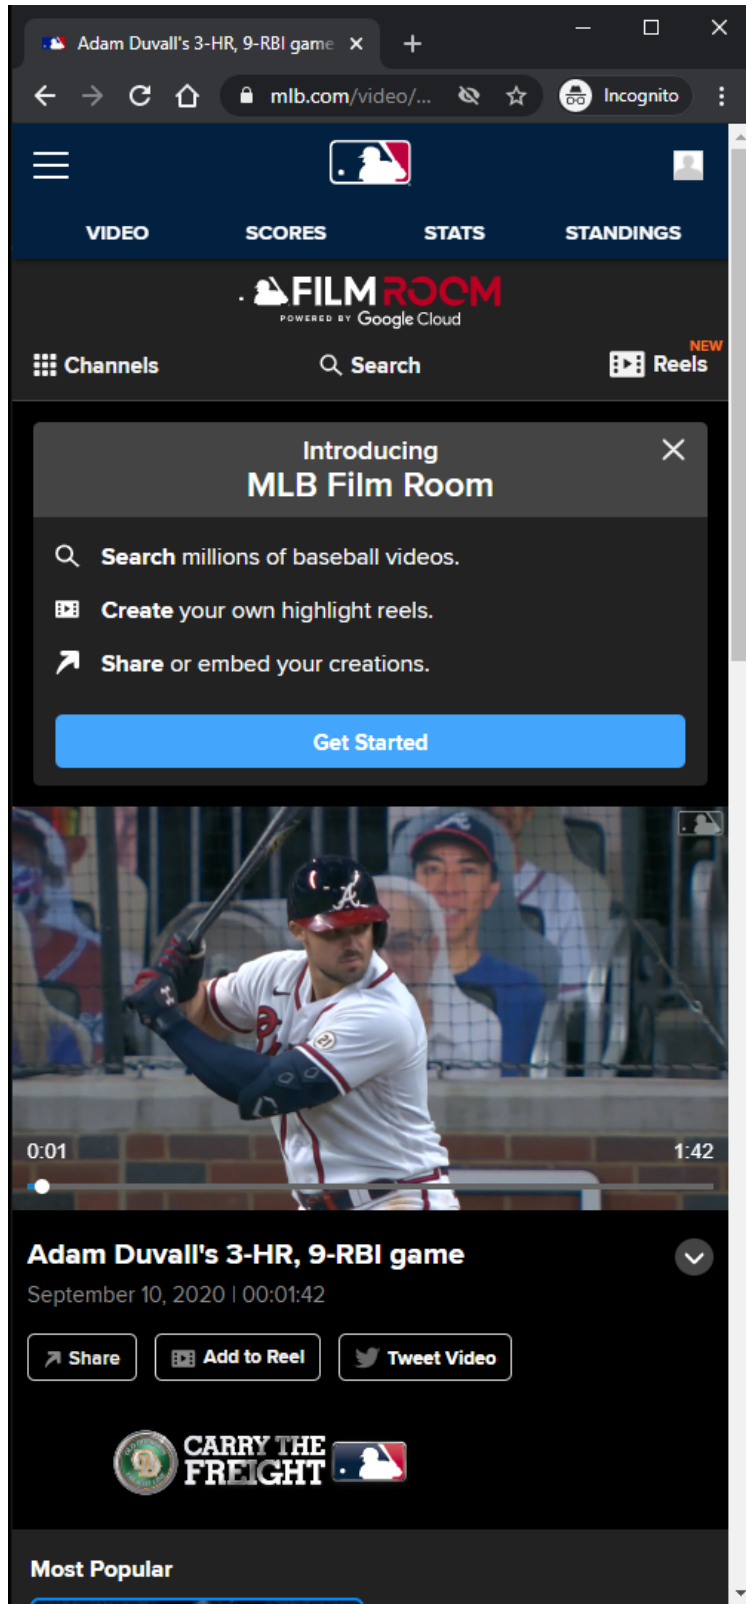 Adam Duvall's 3-HR, 9-RBI game
mlb.com/video/...
Incognito
VIDEO SCORES STATS STANDINGS
FILM ROOM
POWERED BY Google Cloud
NEW
Channels Search Reels
Introducing
MLB Film Room
Search millions of baseball videos.
Create your own highlight reels.
Share or embed your creations.
Get Started
A
21
0:01 1:42
Adam Duvall's 3-HR, 9-RBI game
September 10, 2020 | 00:01:42
Share Add to Reel Tweet Video
CARRY THE
FREIGHT
Most Popular